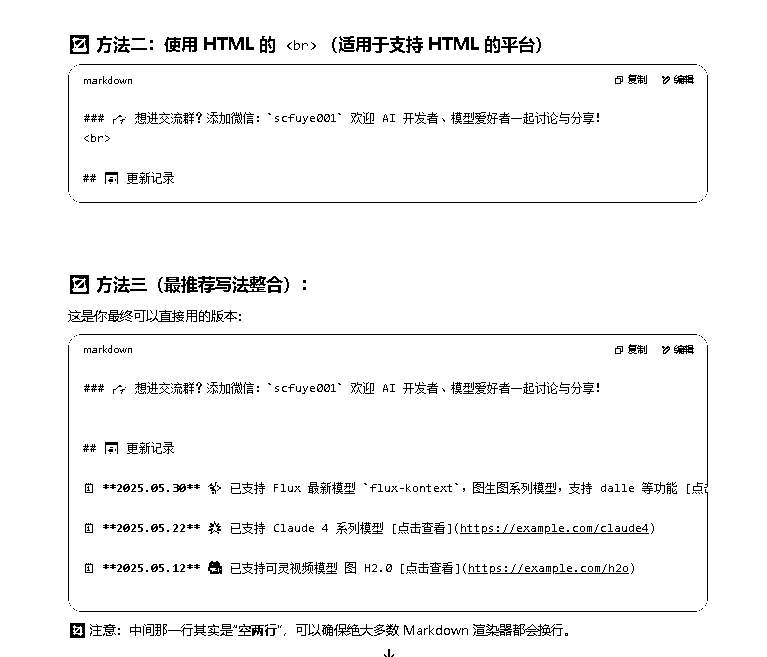 方法二：使用 HTML 的 <br>（适用于支持 HTML 的平台）
markdown 复制 编辑
### 想进交流群？添加微信：`scfuye001` 欢迎 AI 开发者、模型爱好者一起讨论与分享！
<br>
## 更新记录
方法三（最推荐写法整合）：
这是你最终可以直接用的版本：
markdown 复制 编辑
### 想进交流群？添加微信：`scfuye001` 欢迎 AI 开发者、模型爱好者一起讨论与分享！
## 更新记录
**2025.05.30** 已支持 Flux 最新模型 `flux-kontext`，图生图系列模型，支持 dalle 等功能 [点击
**2025.05.22** 已支持 Claude 4 系列模型 [点击查看](https://example.com/claude4)
**2025.05.12** 已支持可灵视频模型 图 H2.0 [点击查看](https://example.com/h2o)
注意：中间那一行其实是“空两行”，可以确保绝大多数 Markdown 渲染器都会换行。